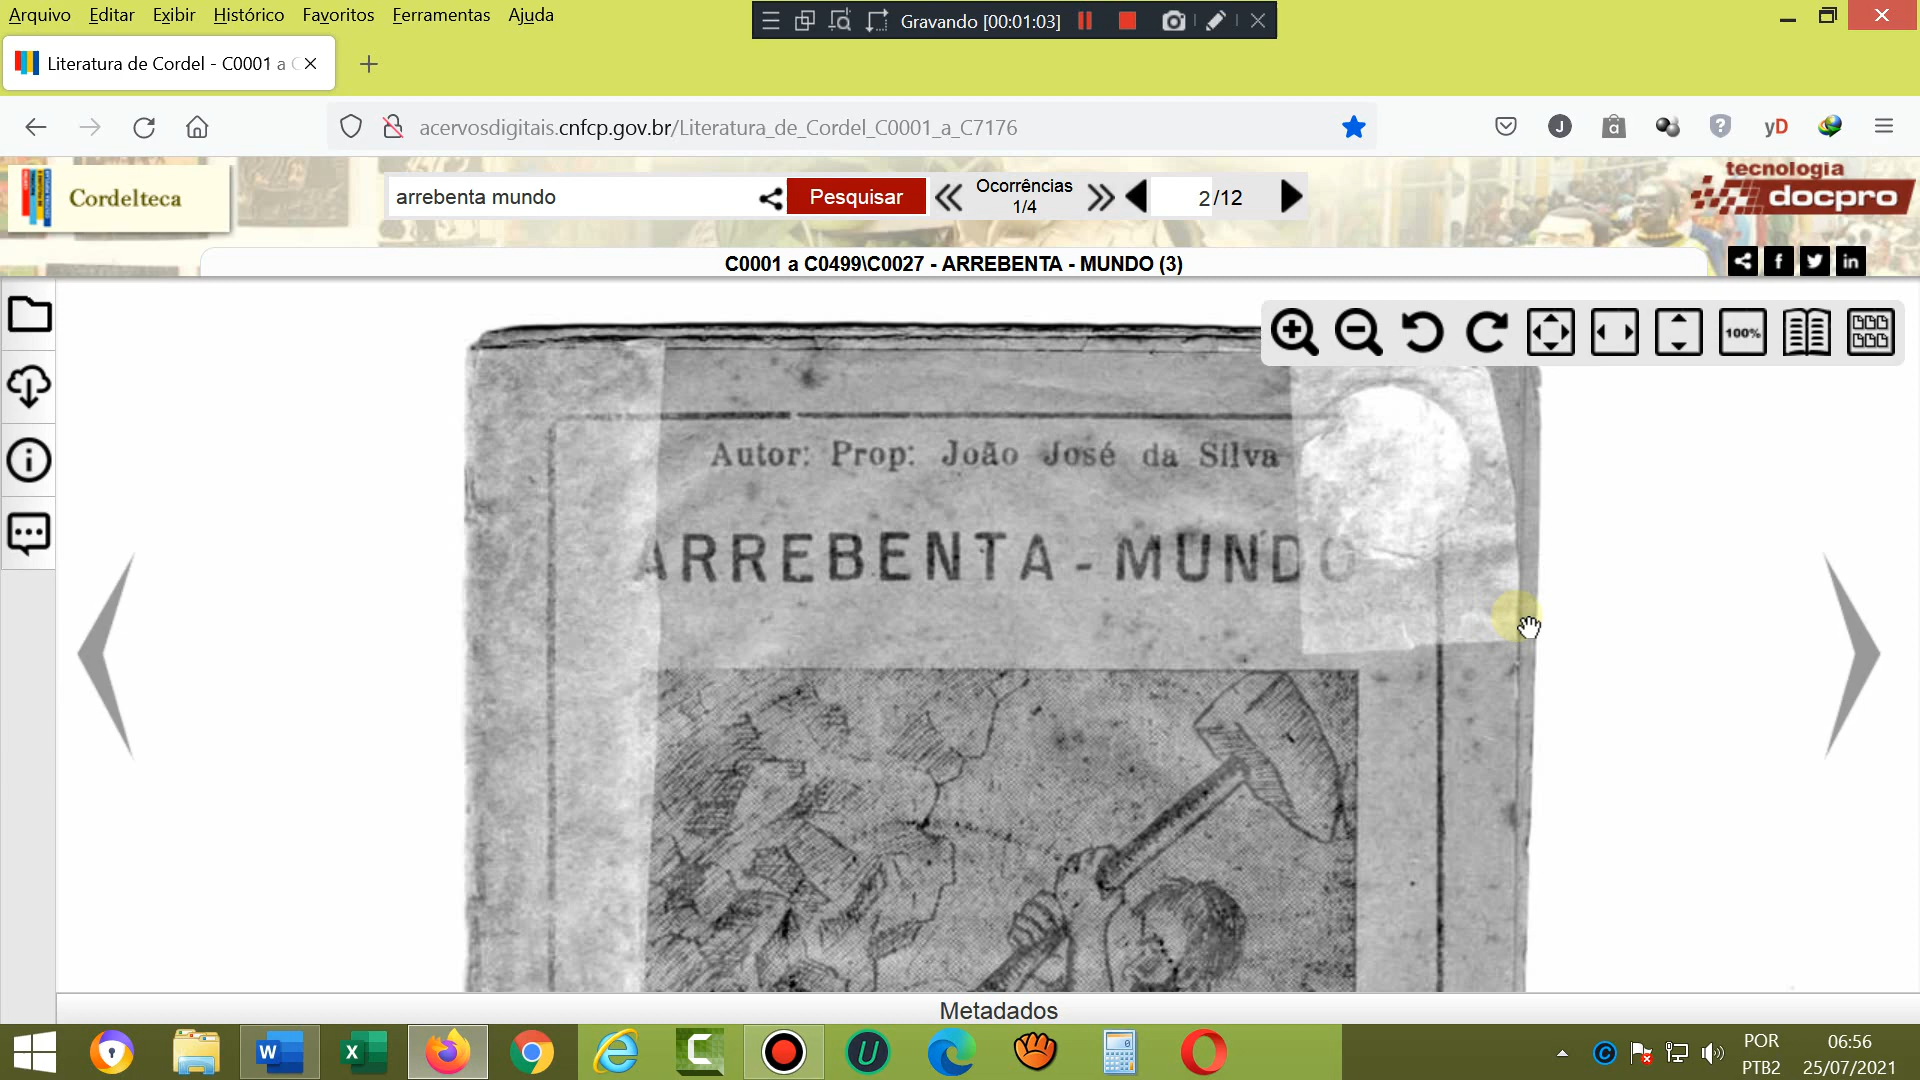 Arquivo Editar Exibir Histórico Favoritos Ferramentas Ajuda
Gravando [00:01:03]
Literatura de Cordel - C0001 a C
acervosdigitais.cnfcp.gov.br/Literatura_de_Cordel_C0001_a_C7176
J
a
?
yD
Cordelteca
arrebenta mundo
Pesquisar
Ocorrências
1/4
2 /12
tecnologia
docpro
C0001 a C0499\C0027 - ARREBENTA - MUNDO (3)
f
in
100%
Autor: Prop: João José da Silva
ARREBENTA - MUNDO
Metadados
POR
PTB2
06:56
25/07/2021